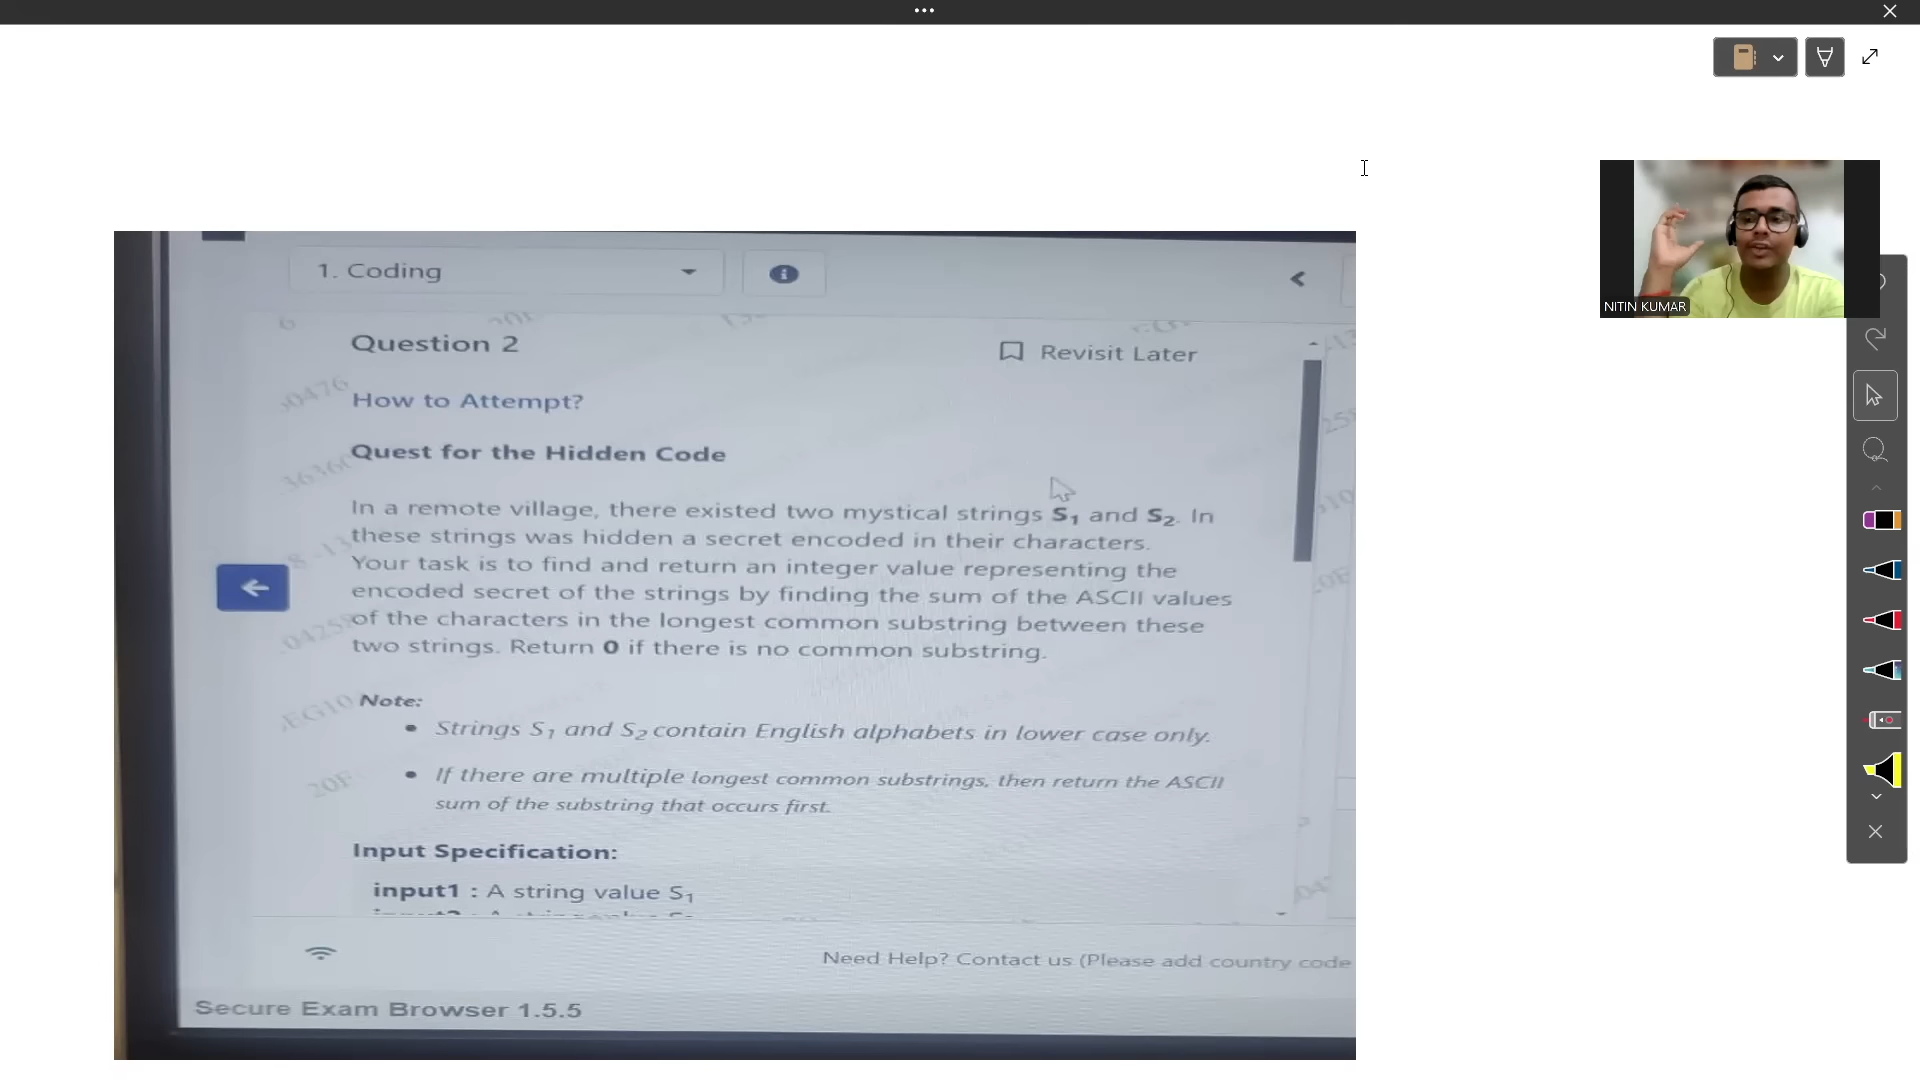 ...
NITIN KUMAR
1. Coding
Question 2
Revisit Later
How to Attempt?
Quest for the Hidden Code
In a remote village, there existed two mystical strings S1 and S2. In
these strings was hidden a secret encoded in their characters.
Your task is to find and return an integer value representing the
encoded secret of the strings by finding the sum of the ASCII values
of the characters in the longest common substring between these
two strings. Return 0 if there is no common substring.
Note:
• Strings S1 and S2 contain English alphabets in lower case only.
• If there are multiple longest common substrings, then return the ASCII
sum of the substring that occurs first.
Input Specification:
input1 : A string value S1
Need Help? Contact us (Please add country code
Secure Exam Browser 1.5.5